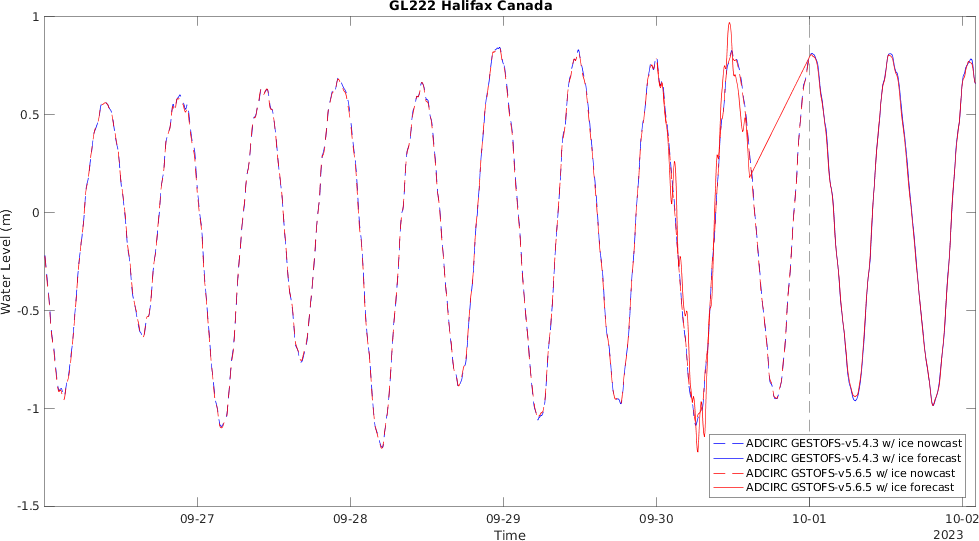 GL222 Halifax Canada
1
0.5
0
-0.5
-1
-1.5
Water Level (m)
09-27
09-28
09-29
09-30
10-01
10-02
2023
Time
ADCIRC GESTOFS-v5.4.3 w/ ice nowcast
ADCIRC GESTOFS-v5.4.3 w/ ice forecast
ADCIRC GSTOFS-v5.6.5 w/ ice nowcast
ADCIRC GSTOFS-v5.6.5 w/ ice forecast